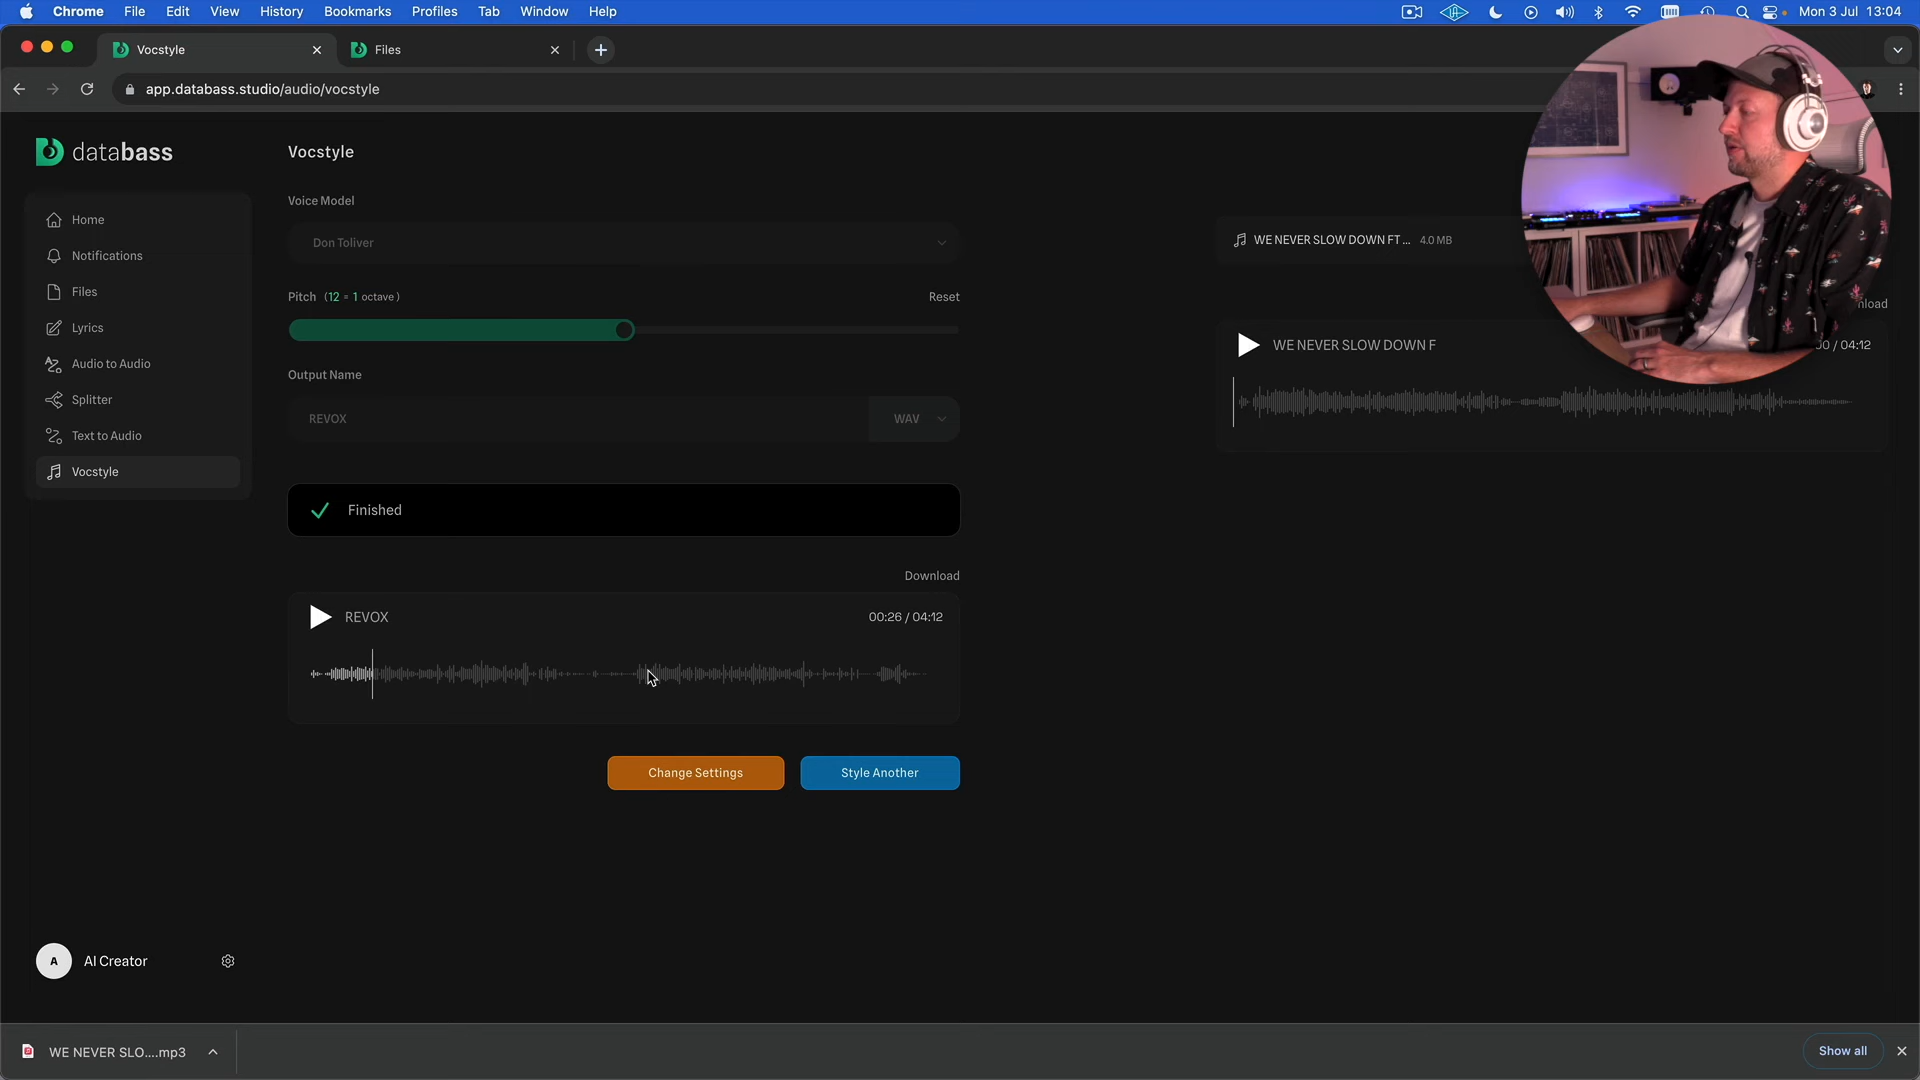 Chrome File Edit View History Bookmarks Profiles Tab Window Help
Mon 3 Jul 13:04
Vocstyle
Files
app.databass.studio/audio/vocstyle
databass
Home
Notifications
Files
Lyrics
Audio to Audio
Splitter
Text to Audio
Vocstyle
Vocstyle
Voice Model
Don Toliver
Pitch (12 = 1 octave)
Reset
Output Name
REVOX
WAV
Finished
Download
REVOX
00:26 / 04:12
Change Settings
Style Another
WE NEVER SLOW DOWN FT... 4.0 MB
WE NEVER SLOW DOWN F
/ 04:12
A
AI Creator
WE NEVER SLO....mp3
Show all